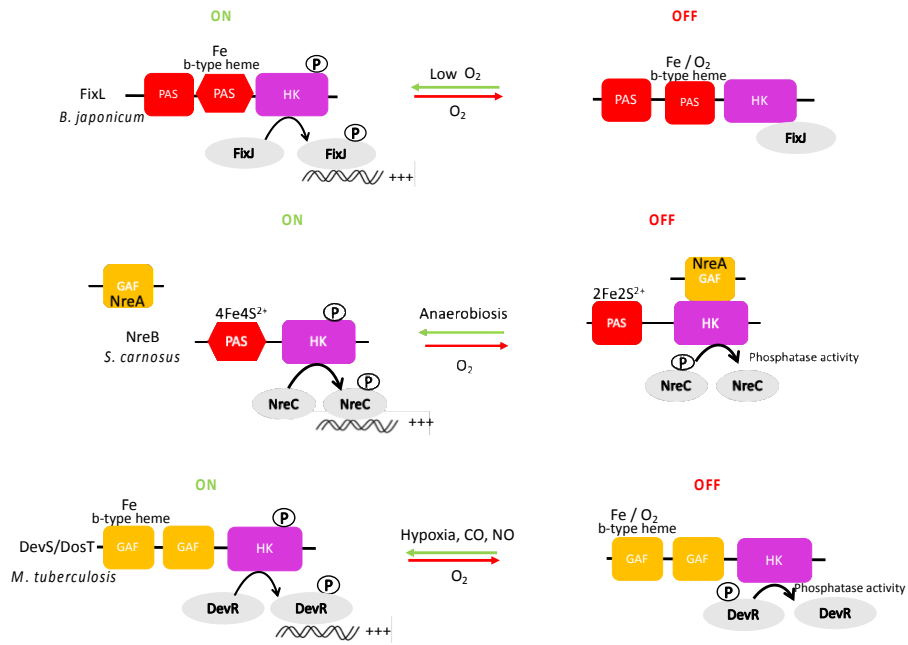 ON
OFF
Fe
b-type heme
P
FixL
PAS
PAS
HK
B. japonicum
Low O₂
O₂
Fe / O₂
b-type heme
PAS
PAS
HK
FixJ
P
FixJ
FixJ
+++
ON
OFF
GAF
NreA
NreA
GAF
4Fe4S²⁺
P
NreB
S. carnosus
PAS
HK
Anaerobiosis
O₂
2Fe2S²⁺
PAS
HK
P
Phosphatase activity
NreC
NreC
P
NreC
NreC
+++
ON
OFF
Fe
b-type heme
P
DevS/DosT
GAF
GAF
HK
M. tuberculosis
Hypoxia, CO, NO
O₂
Fe / O₂
b-type heme
GAF
GAF
HK
P
Phosphatase activity
DevR
DevR
P
DevR
DevR
+++